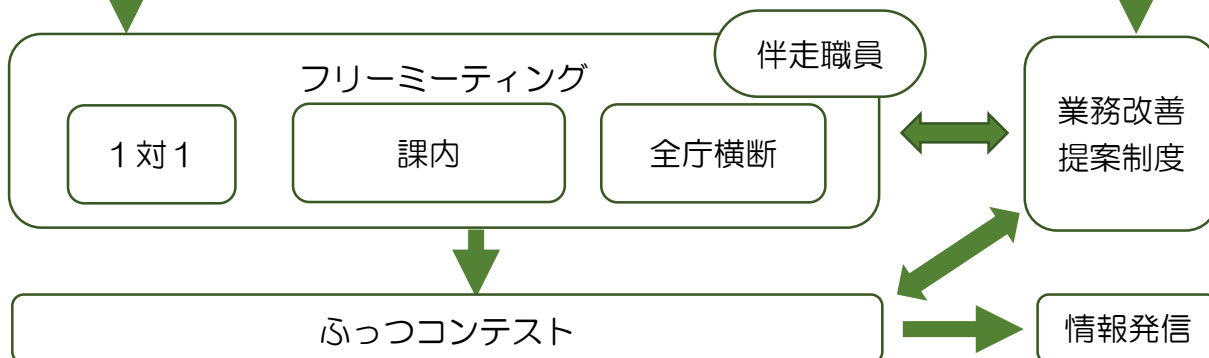 伴走職員
フリーミーティング
１対１
課内
全庁横断
業務改善
提案制度
ふっつコンテスト
情報発信